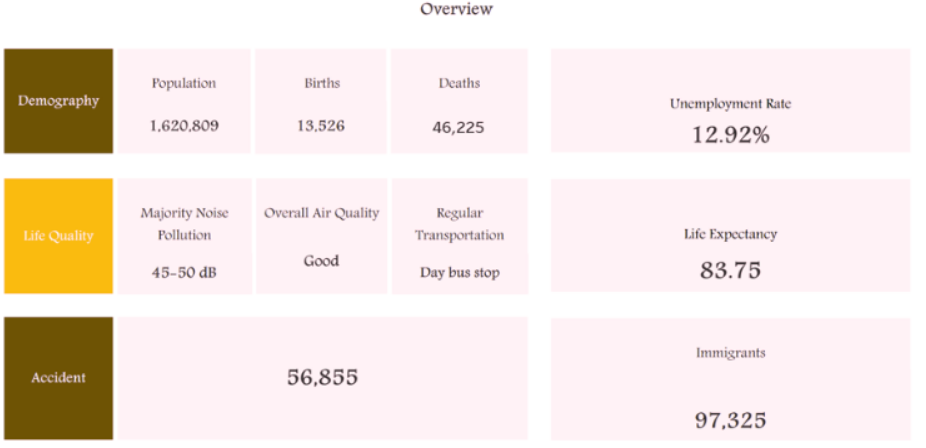 Overview
Demography
Population
1,620,809
Births
13,526
Deaths
46,225
Unemployment Rate
12.92%
Life Quality
Majority Noise
Pollution
45-50 dB
Overall Air Quality
Good
Regular
Transportation
Day bus stop
Life Expectancy
83.75
Accident
56,855
Immigrants
97,325